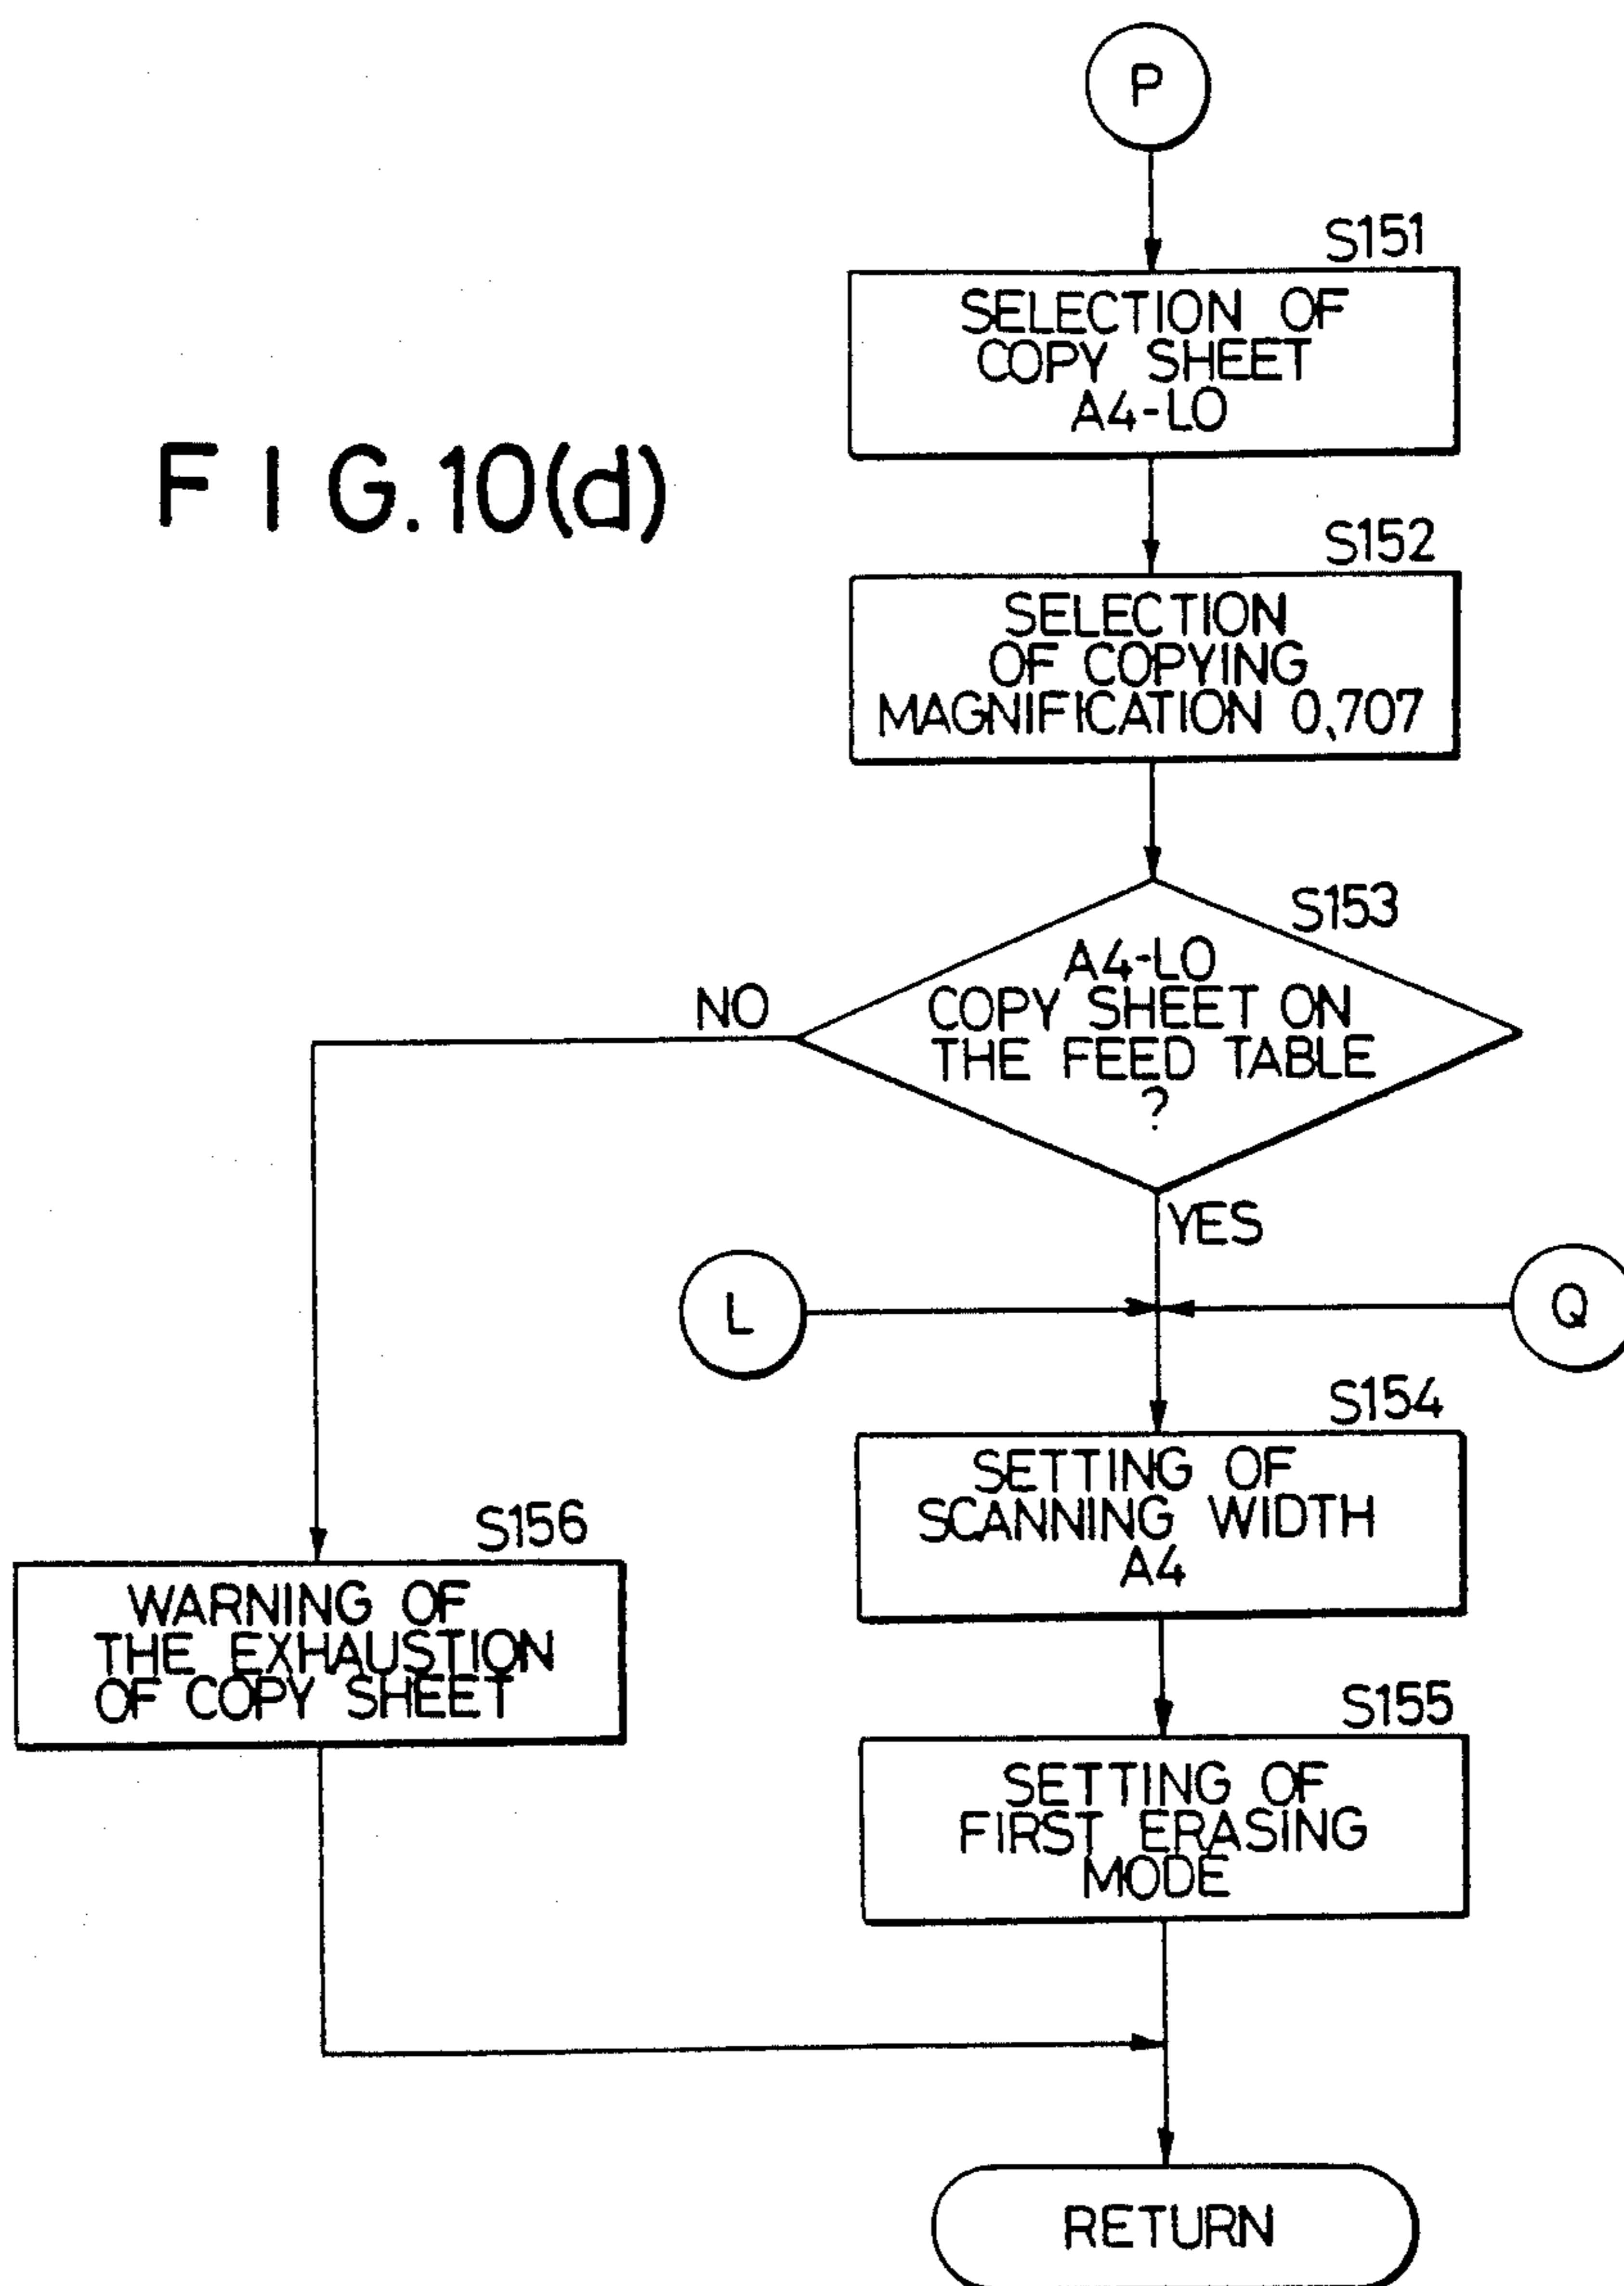 P
S151
SELECTION OF
COPY SHEET
A4-LO
F I G.10(d)
S152
SELECTION
OF COPYING
MAGNIFICATION 0,707
S153
A4-LO
COPY SHEET ON
THE FEED TABLE
?
NO
YES
L
Q
S154
SETTING OF
SCANNING WIDTH
A4
S156
WARNING OF
THE EXHAUSTION
OF COPY SHEET
S155
SETTING OF
FIRST ERASING
MODE
RETURN